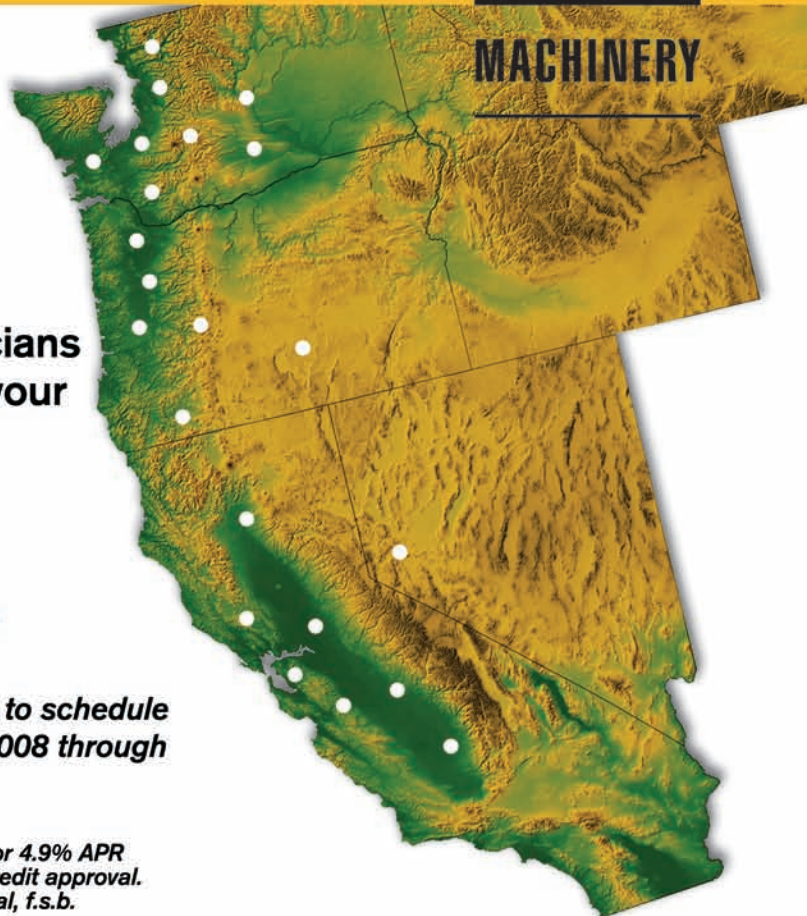 MACHINERY
cians
your
to schedule
008 through
or 4.9% APR
edit approval.
al, f.s.b.